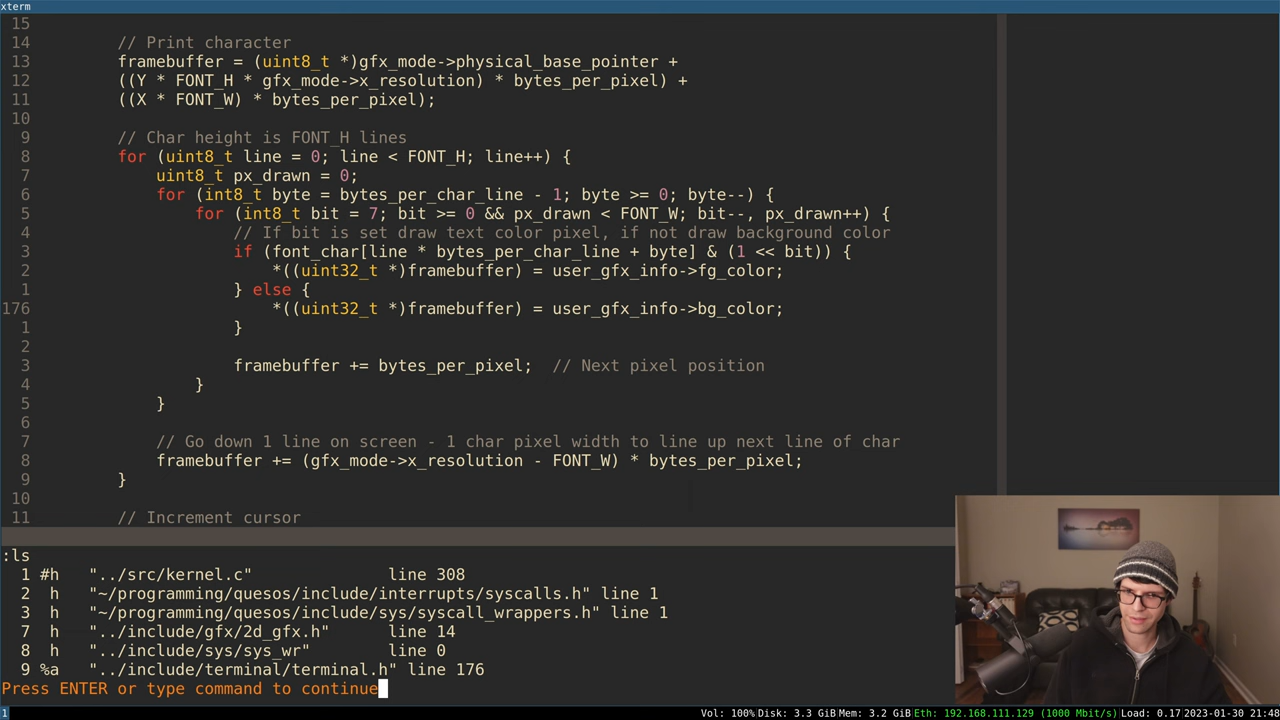 xterm
15
14         // Print character
13         framebuffer = (uint8_t *)gfx_mode->physical_base_pointer +
12         ((Y * FONT_H * gfx_mode->x_resolution) * bytes_per_pixel) +
11         ((X * FONT_W) * bytes_per_pixel);
10
9         // Char height is FONT_H lines
8         for (uint8_t line = 0; line < FONT_H; line++) {
7             uint8_t px_drawn = 0;
6             for (int8_t byte = bytes_per_char_line - 1; byte >= 0; byte--) {
5                 for (int8_t bit = 7; bit >= 0 && px_drawn < FONT_W; bit--, px_drawn++) {
4                     // If bit is set draw text color pixel, if not draw background color
3                     if (font_char[line * bytes_per_char_line + byte] & (1 << bit)) {
2                         *((uint32_t *)framebuffer) = user_gfx_info->fg_color;
1                     } else {
176                         *((uint32_t *)framebuffer) = user_gfx_info->bg_color;
1                     }
2
3                     framebuffer += bytes_per_pixel;  // Next pixel position
4                 }
5             }
6
7             // Go down 1 line on screen - 1 char pixel width to line up next line of char
8             framebuffer += (gfx_mode->x_resolution - FONT_W) * bytes_per_pixel;
9         }
10
11         // Increment cursor
:ls
1 #h   "../src/kernel.c"              line 308
2  h   "~/programming/quesos/include/interrupts/syscalls.h" line 1
3  h   "~/programming/quesos/include/sys/syscall_wrappers.h" line 1
7  h   "../include/gfx/2d_gfx.h"      line 14
8  h   "../include/sys/sys_wr"        line 0
9 %a   "../include/terminal/terminal.h" line 176
Press ENTER or type command to continue
1 Vol: 100% Disk: 3.3 GiB Mem: 3.2 GiB Eth: 192.168.111.129 (1000 Mbit/s) Load: 0.17 2023-01-30 21:48